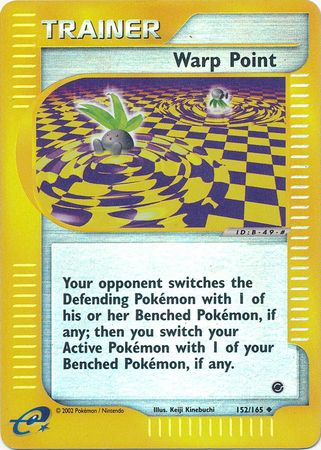 TRAINER
Warp Point
ID:B-49-#
Your opponent switches the
Defending Pokémon with 1 of
his or her Benched Pokémon, if
any; then you switch your
Active Pokémon with 1 of your
Benched Pokémon, if any.
e
© 2002 Pokémon / Nintendo Illus. Keiji Kinebuchi 152/165 ◆